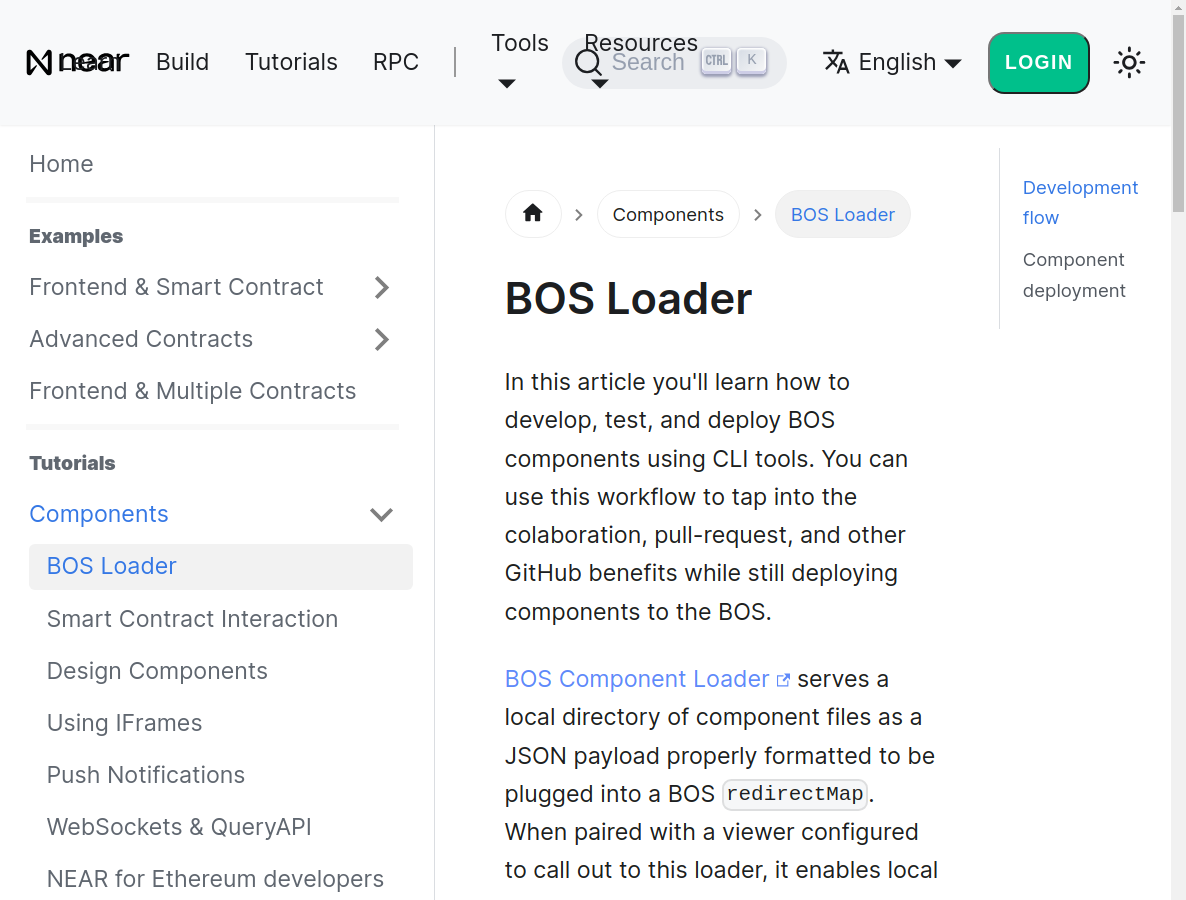 near
Learn
Build
Tutorials
RPC
Tools
Resources
Search
CTRL
K
English
LOGIN
Home
Examples
Frontend & Smart Contract
Advanced Contracts
Frontend & Multiple Contracts
Tutorials
Components
BOS Loader
Smart Contract Interaction
Design Components
Using IFrames
Push Notifications
WebSockets & QueryAPI
NEAR for Ethereum developers
Components
BOS Loader
BOS Loader
In this article you'll learn how to
develop, test, and deploy BOS
components using CLI tools. You can
use this workflow to tap into the
colaboration, pull-request, and other
GitHub benefits while still deploying
components to the BOS.
BOS Component Loader serves a
local directory of component files as a
JSON payload properly formatted to be
plugged into a BOS redirectMap.
When paired with a viewer configured
to call out to this loader, it enables local
Development
flow
Component
deployment